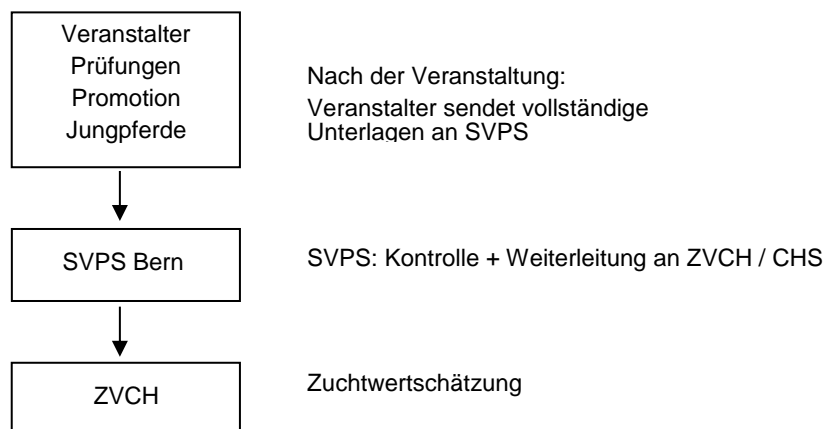 Veranstalter
Prüfungen
Promotion
Jungpferde
Nach der Veranstaltung:
Veranstalter sendet vollständige
Unterlagen an SVPS
SVPS Bern
SVPS: Kontrolle + Weiterleitung an ZVCH / CHS
ZVCH
Zuchtwertschätzung